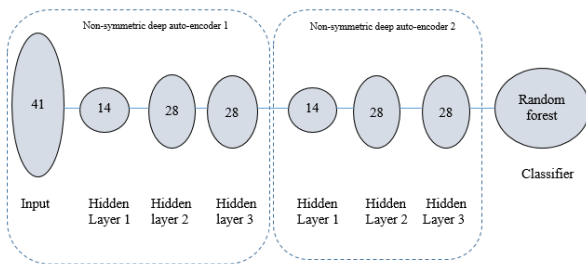 Non-symmetric deep auto-encoder 1
Non-symmetric deep auto-encoder 2
41
14
28
28
14
28
28
Random
forest
Input
Hidden
Layer 1
Hidden
layer 2
Hidden
layer 3
Hidden
Layer 1
Hidden
Layer 2
Hidden
Layer 3
Classifier